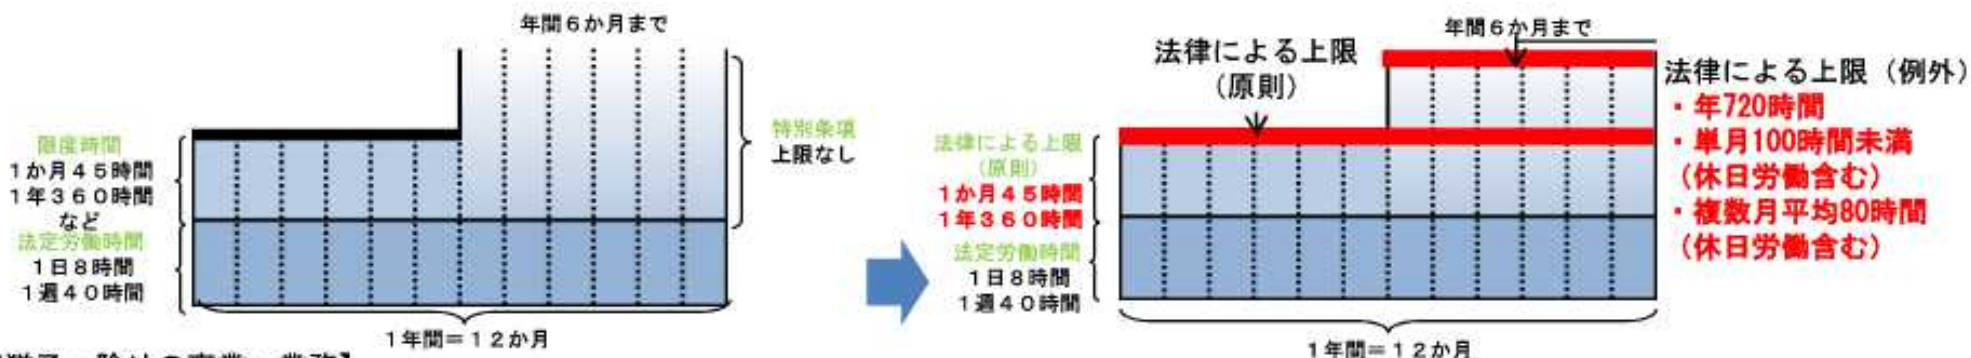 年間6か月まで
限度時間
1か月45時間
1年360時間
など
法定労働時間
1日8時間
1週40時間
特別条項
上限なし
1年間=12か月
年間6か月まで
法律による上限
(原則)
法律による上限(例外)
・年720時間
・単月100時間未満
(休日労働含む)
・複数月平均80時間
(休日労働含む)
法律による上限
(原則)
1か月45時間
1年360時間
法定労働時間
1日8時間
1週40時間
1年間=12か月